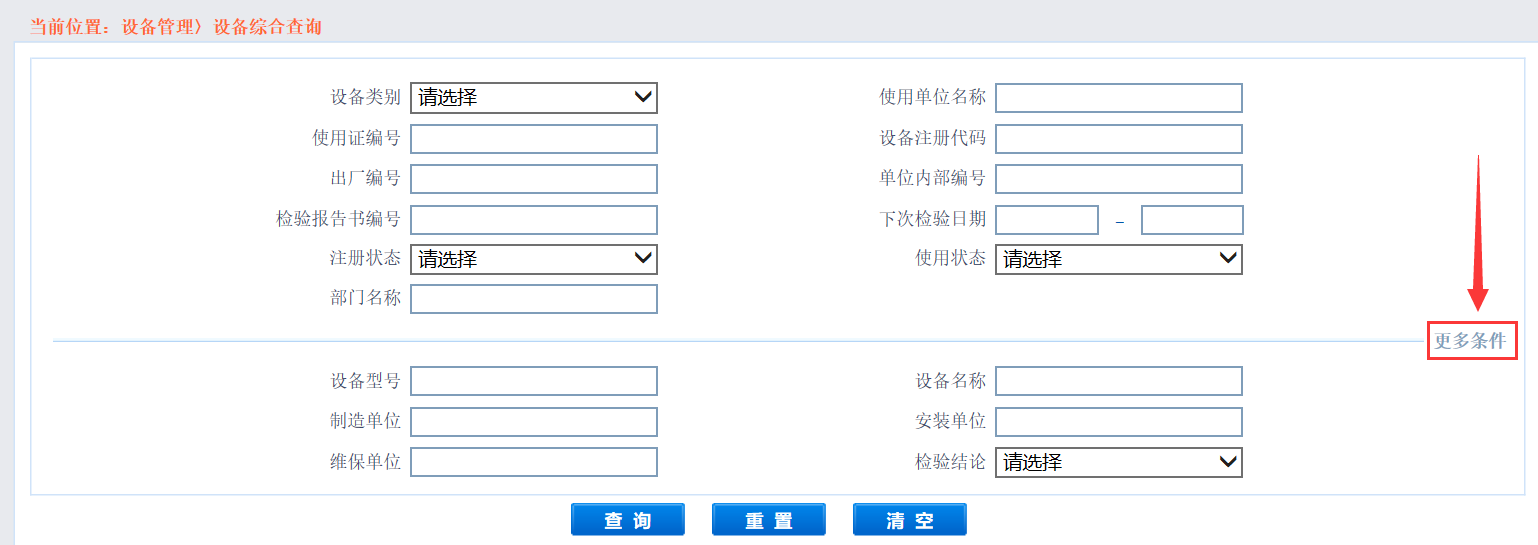 当前位置：设备管理〉设备综合查询
设备类别 请选择 使用单位名称
使用证编号 设备注册代码
出厂编号 单位内部编号
检验报告书编号 下次检验日期 –
注册状态 请选择 使用状态 请选择
部门名称
更多条件
设备型号 设备名称
制造单位 安装单位
维保单位 检验结论 请选择
查 询 重 置 清 空